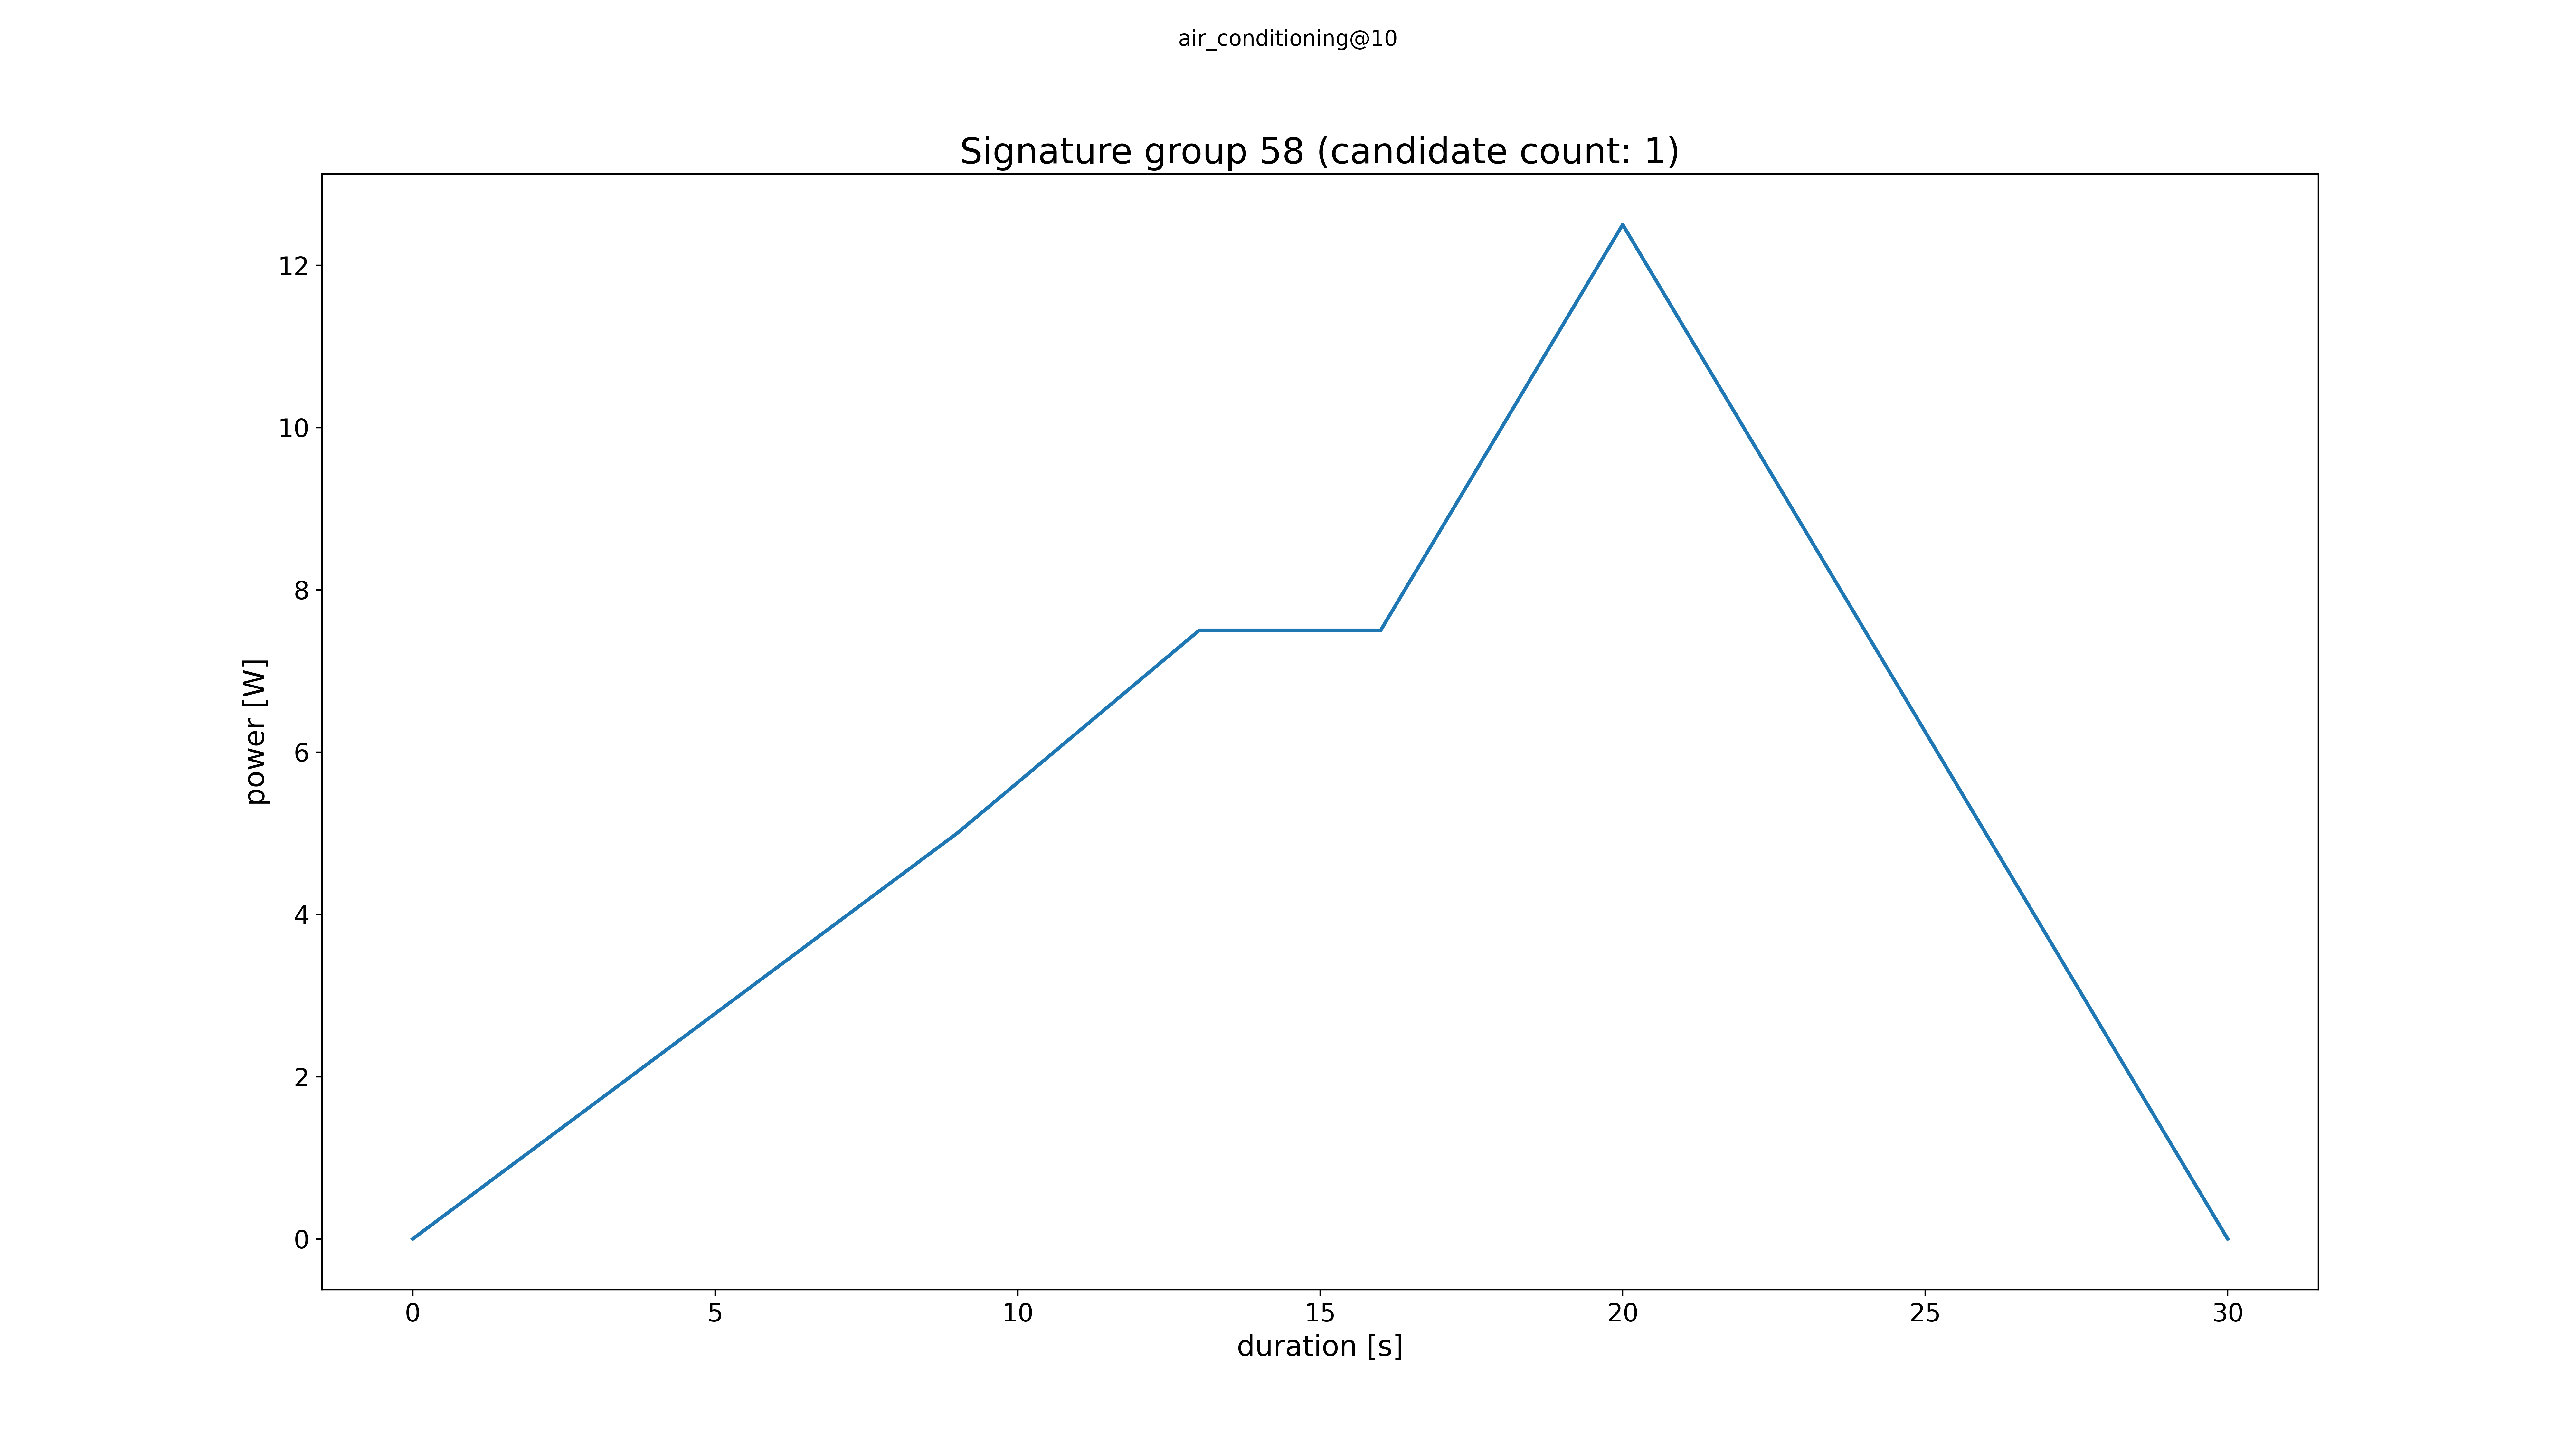 air_conditioning@10
Signature group 58 (candidate count: 1)
12
10
8
6
4
2
0
power [W]
0 5 10 15 20 25 30
duration [s]